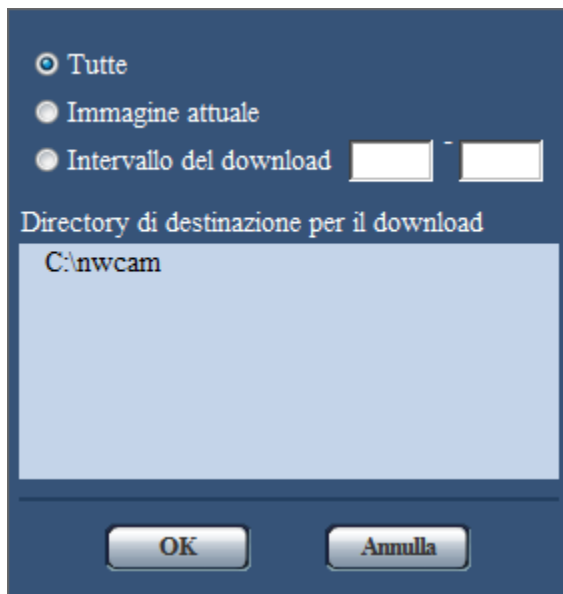 Tutte
Immagine attuale
Intervallo del download -
Directory di destinazione per il download
C:\nwcam
OK Annulla